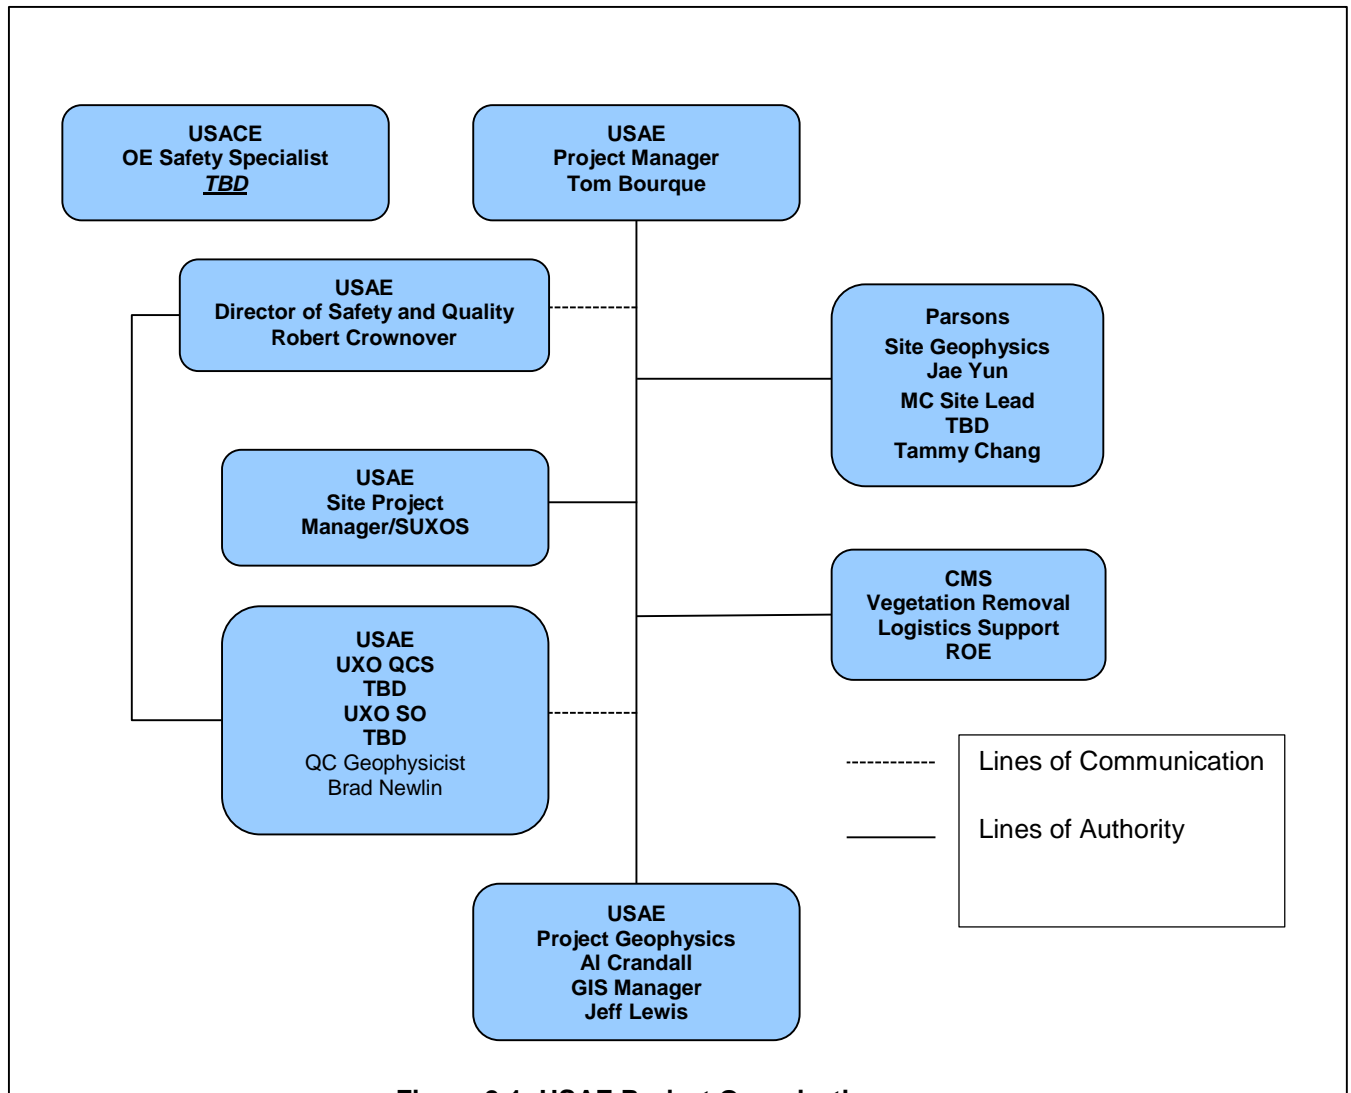 USACE
OE Safety Specialist
TBD
USAE
Project Manager
Tom Bourque
USAE
Director of Safety and Quality
Robert Crownover
Parsons
Site Geophysics
Jae Yun
MC Site Lead
TBD
Tammy Chang
USAE
Site Project
Manager/SUXOS
CMS
Vegetation Removal
Logistics Support
ROE
USAE
UXO QCS
TBD
UXO SO
TBD
QC Geophysicist
Brad Newlin
Lines of Communication
Lines of Authority
USAE
Project Geophysics
Al Crandall
GIS Manager
Jeff Lewis
USAE Project